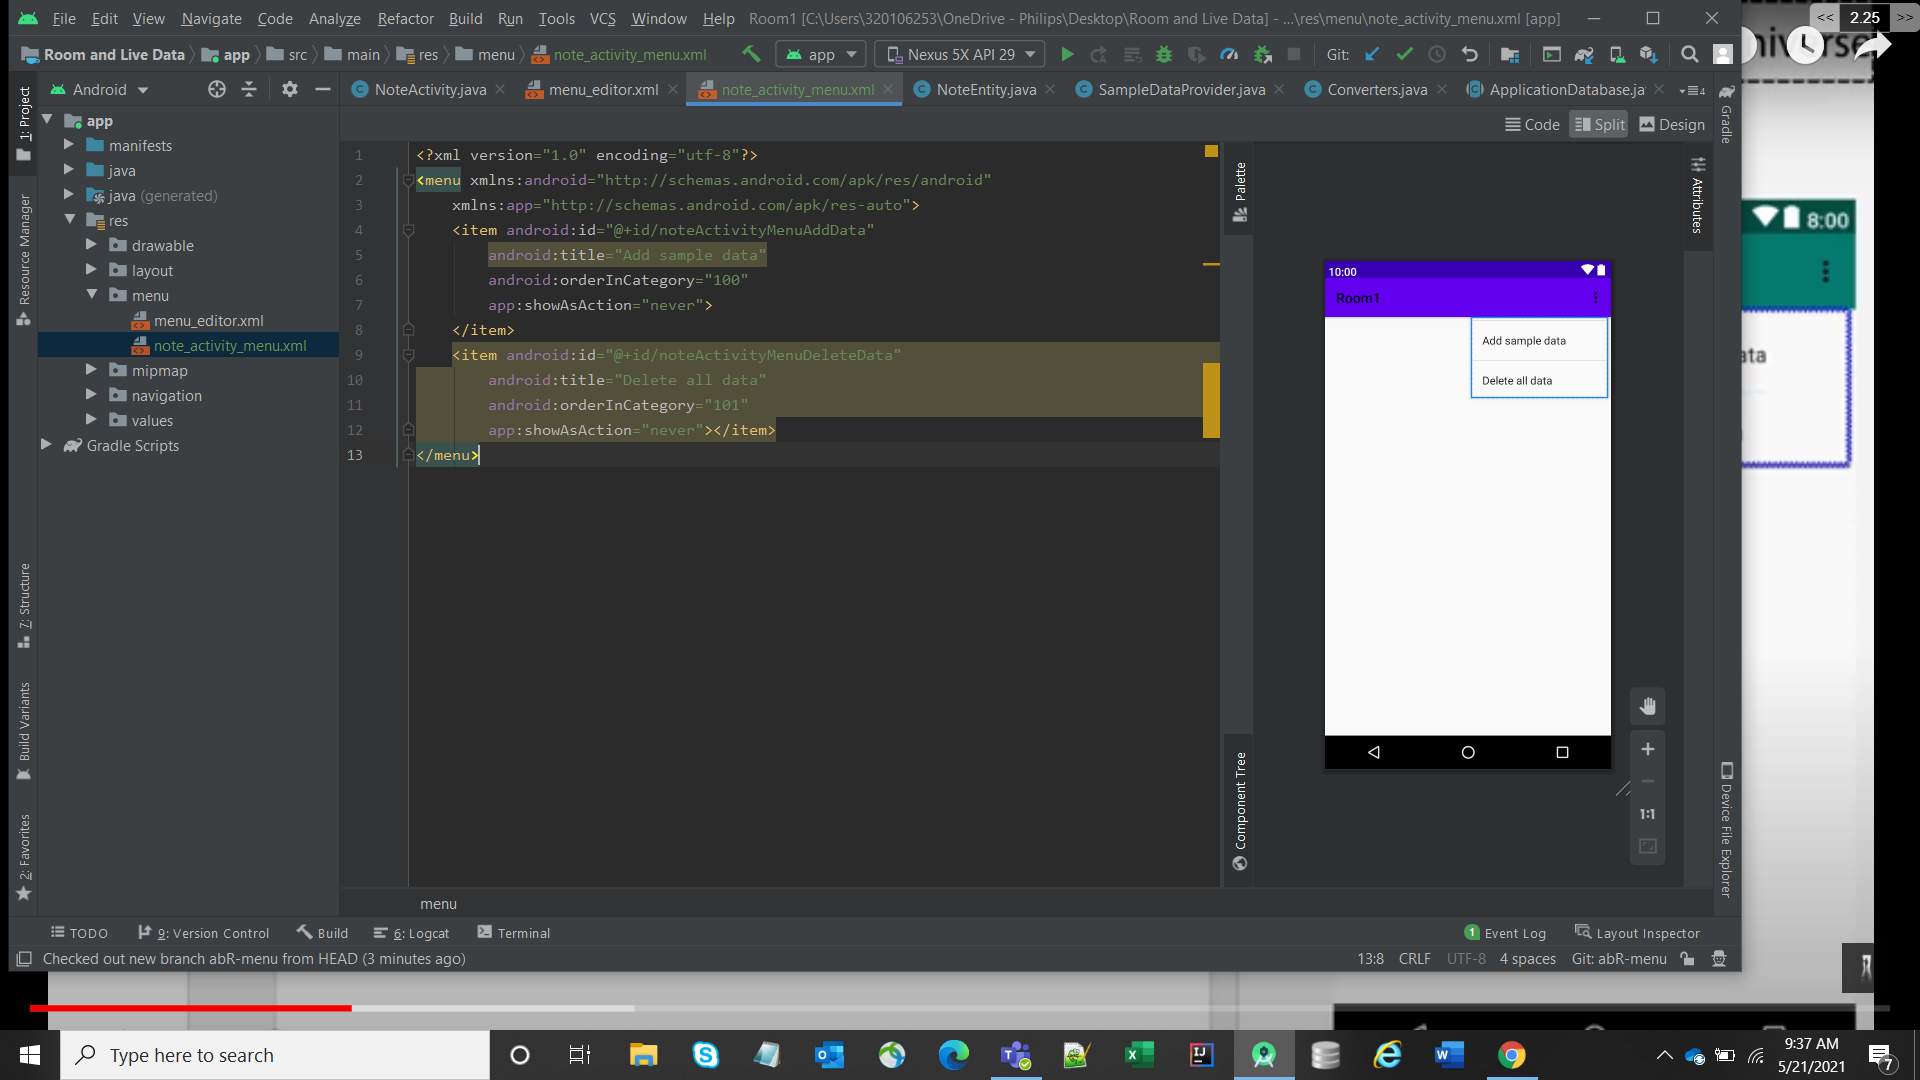 File Edit View Navigate Code Analyze Refactor Build Run Tools VCS Window Help Room1 [C:\Users\320106253\OneDrive - Philips\Desktop\Room and Live Data] - ...\res\menu\note_activity_menu.xml [app]
<< 2.25 >>
niverse
Room and Live Data app src main res menu note_activity_menu.xml app Nexus 5X API 29 Git:
1: Project
Android
NoteActivity.java menu_editor.xml note_activity_menu.xml NoteEntity.java SampleDataProvider.java Converters.java ApplicationDatabase.ja 4
Gradle
Code Split Design
app
manifests
java
java (generated)
res
drawable
layout
menu
menu_editor.xml
note_activity_menu.xml
mipmap
navigation
values
Gradle Scripts
Resource Manager
7: Structure
Build Variants
2: Favorites
1 <?xml version="1.0" encoding="utf-8"?>
2 <menu xmlns:android="http://schemas.android.com/apk/res/android"
3 xmlns:app="http://schemas.android.com/apk/res-auto">
4 <item android:id="@+id/noteActivityMenuAddData"
5 android:title="Add sample data"
6 android:orderInCategory="100"
7 app:showAsAction="never">
8 </item>
9 <item android:id="@+id/noteActivityMenuDeleteData"
10 android:title="Delete all data"
11 android:orderInCategory="101"
12 app:showAsAction="never"></item>
13 </menu>
Palette
Component Tree
Attributes
10:00
Room1
Add sample data
Delete all data
1:1
Device File Explorer
8:00
ata
menu
TODO 9: Version Control Build 6: Logcat Terminal 1 Event Log Layout Inspector
Checked out new branch abR-menu from HEAD (3 minutes ago) 13:8 CRLF UTF-8 4 spaces Git: abR-menu
Type here to search
9:37 AM
5/21/2021
7